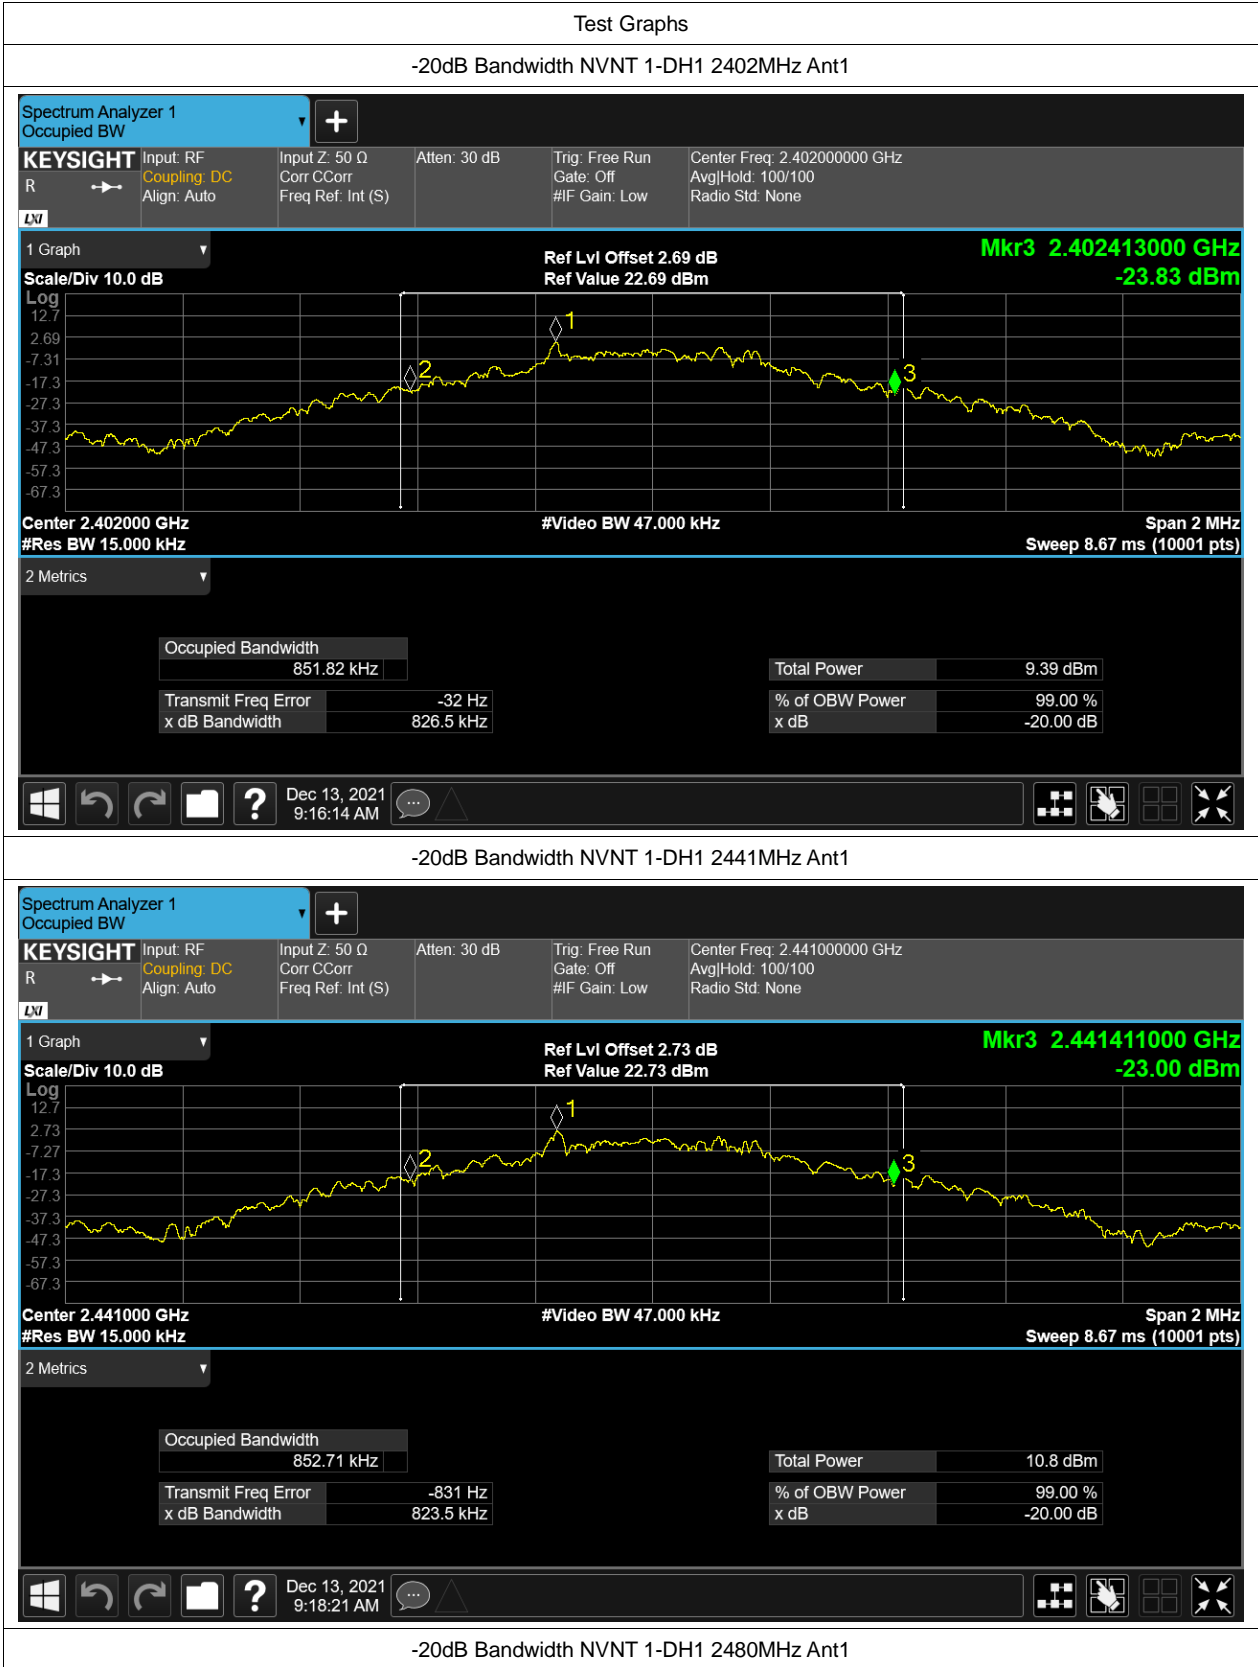 Test Graphs
-20dB Bandwidth NVNT 1-DH1 2402MHz Ant1
Spectrum Analyzer 1
Occupied BW
KEYSIGHT Input: RF Input Z: 50 Ω Atten: 30 dB Trig: Free Run Center Freq: 2.402000000 GHz
R Coupling: DC Corr CCorr Gate: Off Avg|Hold: 100/100
Align: Auto Freq Ref: Int (S) #IF Gain: Low Radio Std: None
LXI
1 Graph Mkr3 2.402413000 GHz
Ref Lvl Offset 2.69 dB
Scale/Div 10.0 dB Ref Value 22.69 dBm -23.83 dBm
Log
12.7
2.69
-7.31
-17.3
-27.3
-37.3
-47.3
-57.3
-67.3
1
2
3
Center 2.402000 GHz #Video BW 47.000 kHz Span 2 MHz
#Res BW 15.000 kHz Sweep 8.67 ms (10001 pts)
2 Metrics
Occupied Bandwidth
851.82 kHz Total Power 9.39 dBm
Transmit Freq Error -32 Hz % of OBW Power 99.00 %
x dB Bandwidth 826.5 kHz x dB -20.00 dB
? Dec 13, 2021
9:16:14 AM
-20dB Bandwidth NVNT 1-DH1 2441MHz Ant1
Spectrum Analyzer 1
Occupied BW
KEYSIGHT Input: RF Input Z: 50 Ω Atten: 30 dB Trig: Free Run Center Freq: 2.441000000 GHz
R Coupling: DC Corr CCorr Gate: Off Avg|Hold: 100/100
Align: Auto Freq Ref: Int (S) #IF Gain: Low Radio Std: None
LXI
1 Graph Mkr3 2.441411000 GHz
Ref Lvl Offset 2.73 dB
Scale/Div 10.0 dB Ref Value 22.73 dBm -23.00 dBm
Log
12.7
2.73
-7.27
-17.3
-27.3
-37.3
-47.3
-57.3
-67.3
1
2
3
Center 2.441000 GHz #Video BW 47.000 kHz Span 2 MHz
#Res BW 15.000 kHz Sweep 8.67 ms (10001 pts)
2 Metrics
Occupied Bandwidth
852.71 kHz Total Power 10.8 dBm
Transmit Freq Error -831 Hz % of OBW Power 99.00 %
x dB Bandwidth 823.5 kHz x dB -20.00 dB
? Dec 13, 2021
9:18:21 AM
-20dB Bandwidth NVNT 1-DH1 2480MHz Ant1